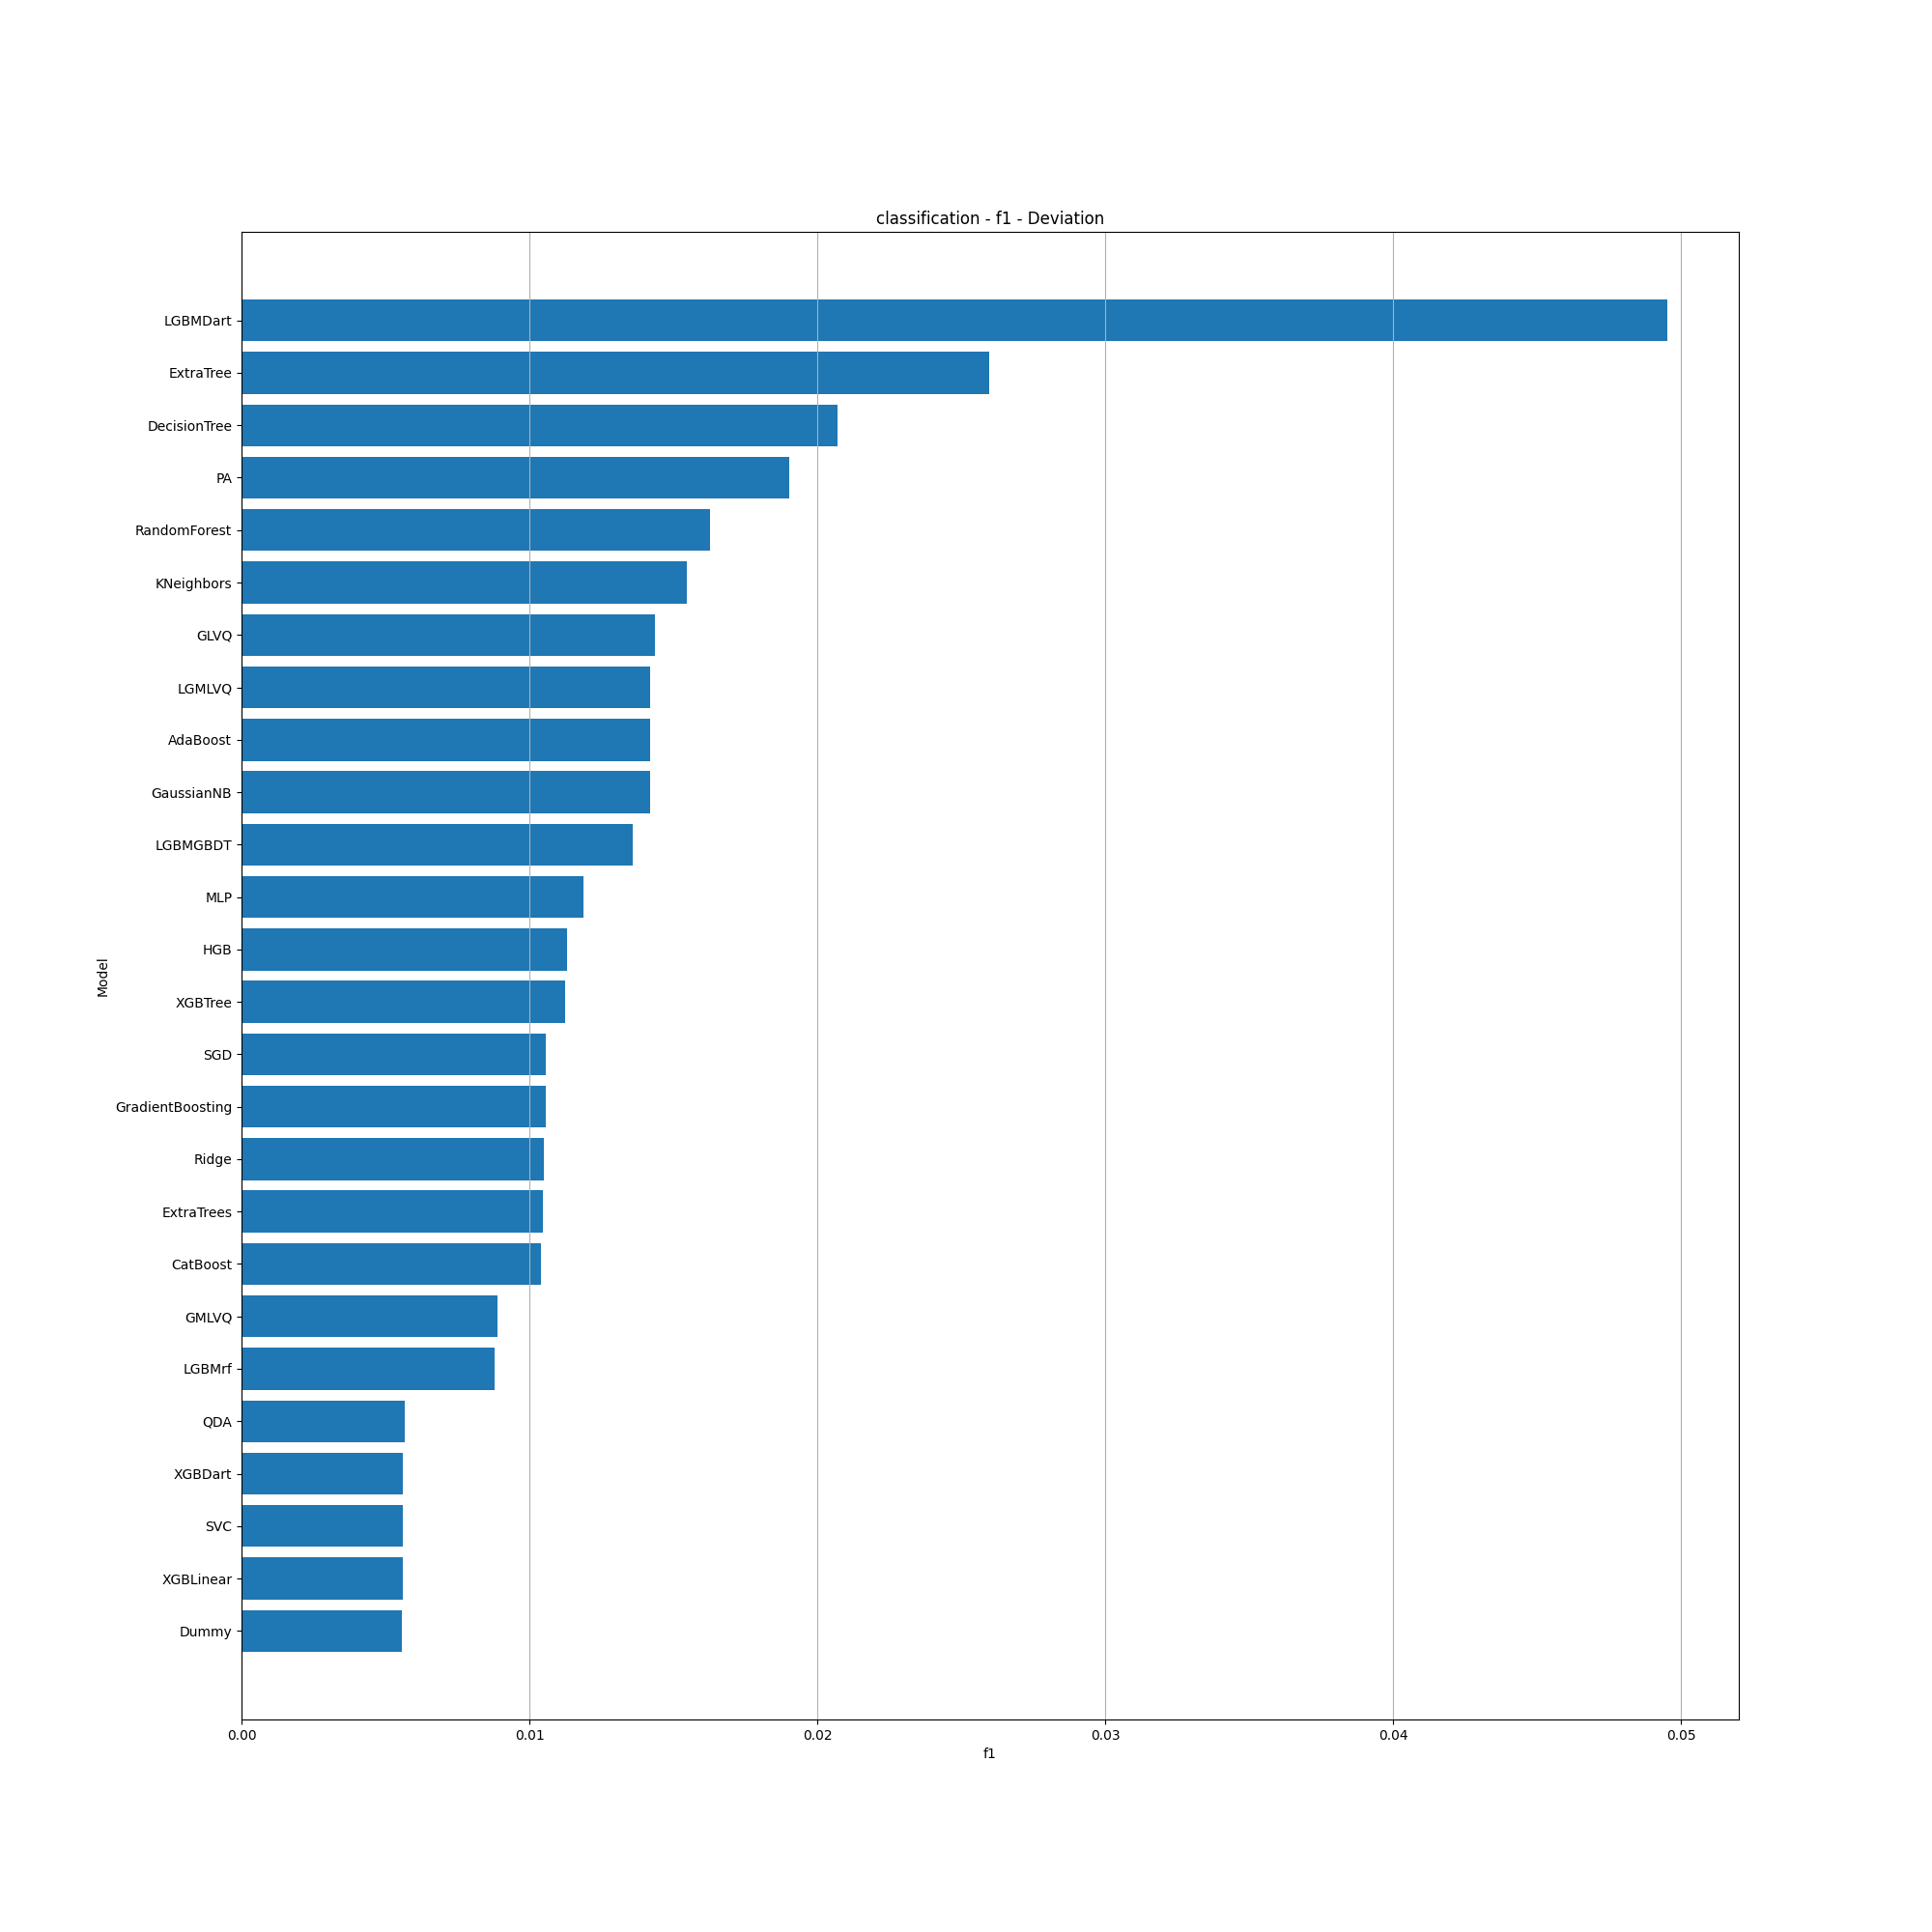 classification - f1 - Deviation
LGBMDart
ExtraTree
DecisionTree
PA
RandomForest
KNeighbors
GLVQ
LGMLVQ
AdaBoost
GaussianNB
LGBMGBDT
MLP
HGB
Model
XGBTree
SGD
GradientBoosting
Ridge
ExtraTrees
CatBoost
GMLVQ
LGBMrf
QDA
XGBDart
SVC
XGBLinear
Dummy
0.00 0.01 0.02 0.03 0.04 0.05
f1